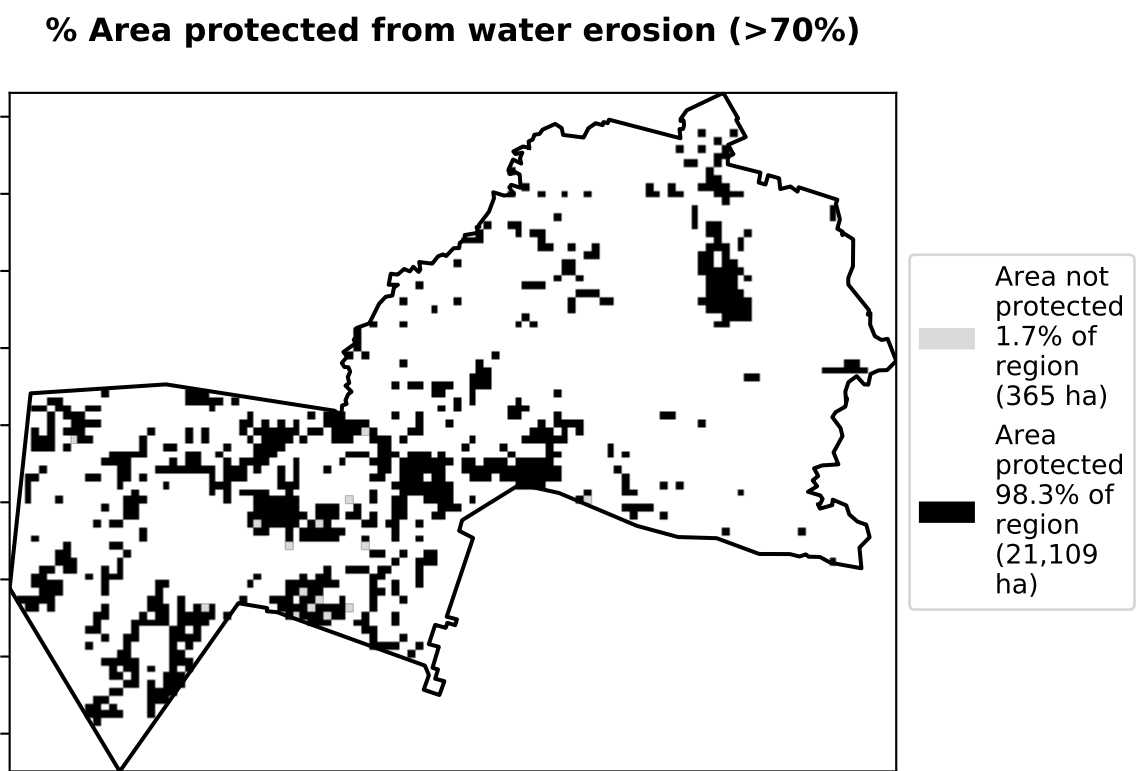 % Area protected from water erosion (>70%)
Area not
protected
1.7% of
region
(365 ha)
Area
protected
98.3% of
region
(21,109
ha)